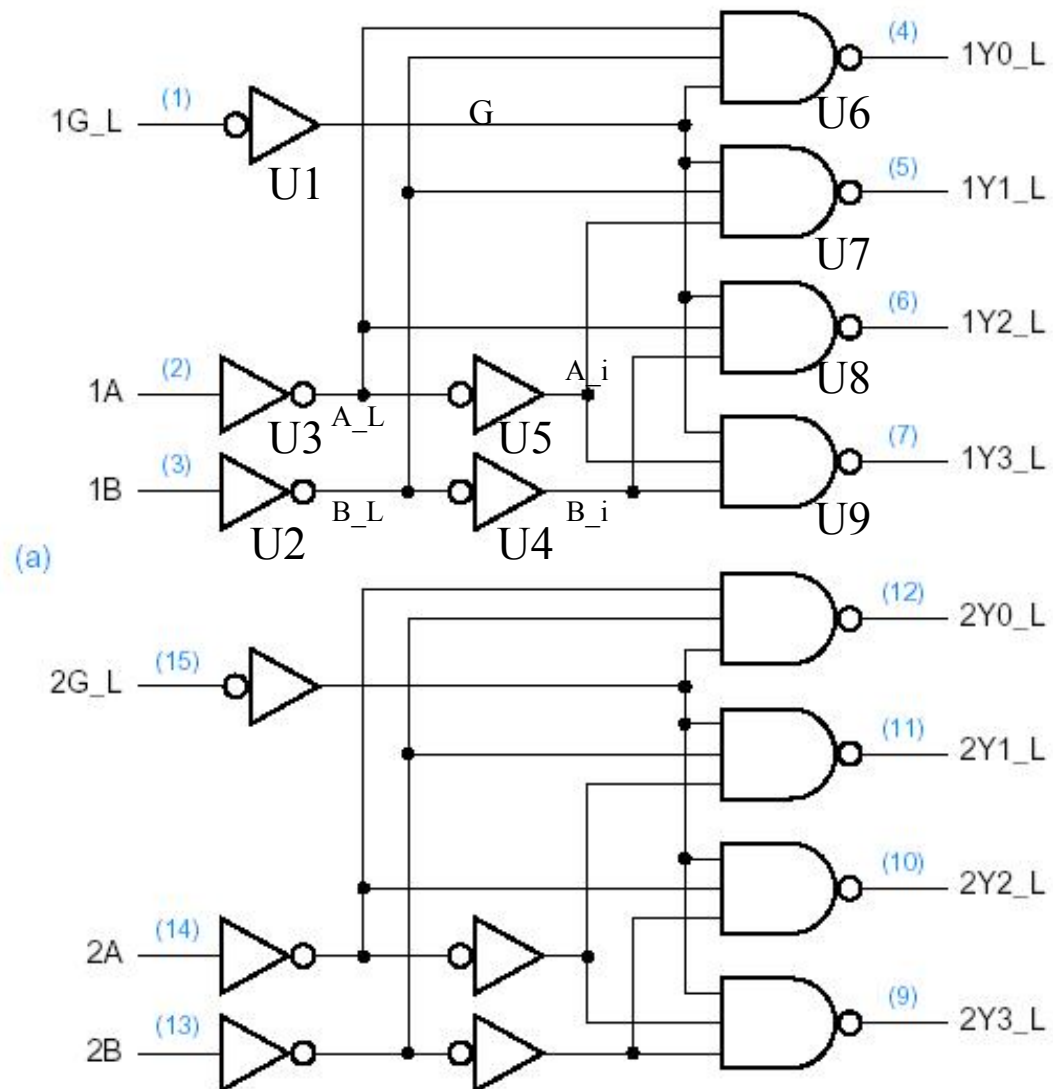 (4) 1Y0_L
(1) G
1G_L U6
U1
(5) 1Y1_L
U7
(6) 1Y2_L
(2) A_i
1A U8
U3 A_L U5
(3) (7) 1Y3_L
1B
U2 B_L U4 B_i U9
(a)
(12) 2Y0_L
(15)
2G_L
(11) 2Y1_L
(10) 2Y2_L
(14)
2A
(9) 2Y3_L
(13)
2B